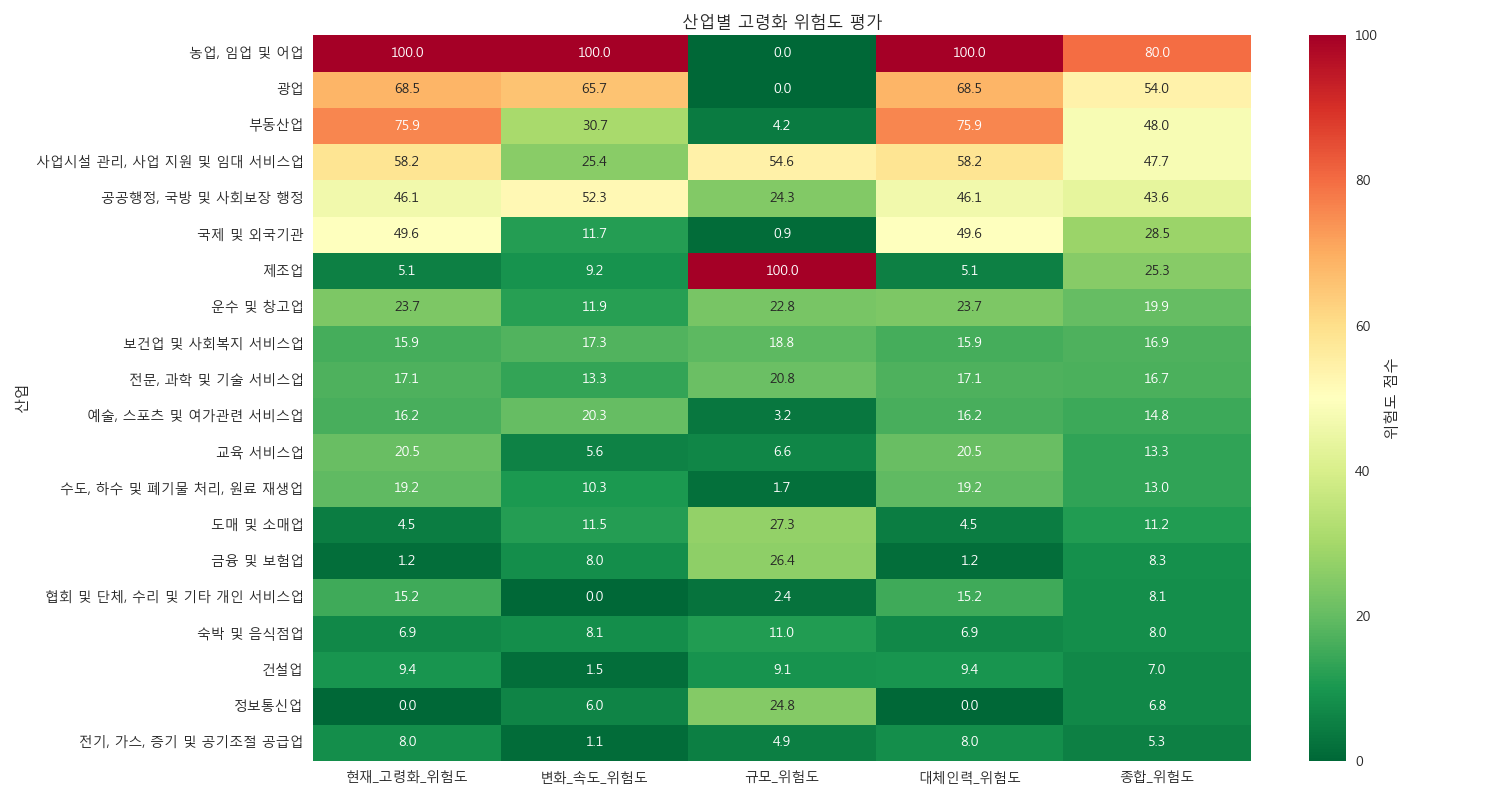 산업별 고령화 위험도 평가
농업, 임업 및 어업 100.0 100.0 0.0 100.0 80.0
광업 68.5 65.7 0.0 68.5 54.0
부동산업 75.9 30.7 4.2 75.9 48.0
사업시설 관리, 사업 지원 및 임대 서비스업 58.2 25.4 54.6 58.2 47.7
공공행정, 국방 및 사회보장 행정 46.1 52.3 24.3 46.1 43.6
국제 및 외국기관 49.6 11.7 0.9 49.6 28.5
제조업 5.1 9.2 100.0 5.1 25.3
운수 및 창고업 23.7 11.9 22.8 23.7 19.9
보건업 및 사회복지 서비스업 15.9 17.3 18.8 15.9 16.9
전문, 과학 및 기술 서비스업 17.1 13.3 20.8 17.1 16.7
예술, 스포츠 및 여가관련 서비스업 16.2 20.3 3.2 16.2 14.8
교육 서비스업 20.5 5.6 6.6 20.5 13.3
수도, 하수 및 폐기물 처리, 원료 재생업 19.2 10.3 1.7 19.2 13.0
도매 및 소매업 4.5 11.5 27.3 4.5 11.2
금융 및 보험업 1.2 8.0 26.4 1.2 8.3
협회 및 단체, 수리 및 기타 개인 서비스업 15.2 0.0 2.4 15.2 8.1
숙박 및 음식점업 6.9 8.1 11.0 6.9 8.0
건설업 9.4 1.5 9.1 9.4 7.0
정보통신업 0.0 6.0 24.8 0.0 6.8
전기, 가스, 증기 및 공기조절 공급업 8.0 1.1 4.9 8.0 5.3
현재_고령화_위험도 변화_속도_위험도 규모_위험도 대체인력_위험도 종합_위험도
산업
100
80
60
40
20
0
위험도 점수